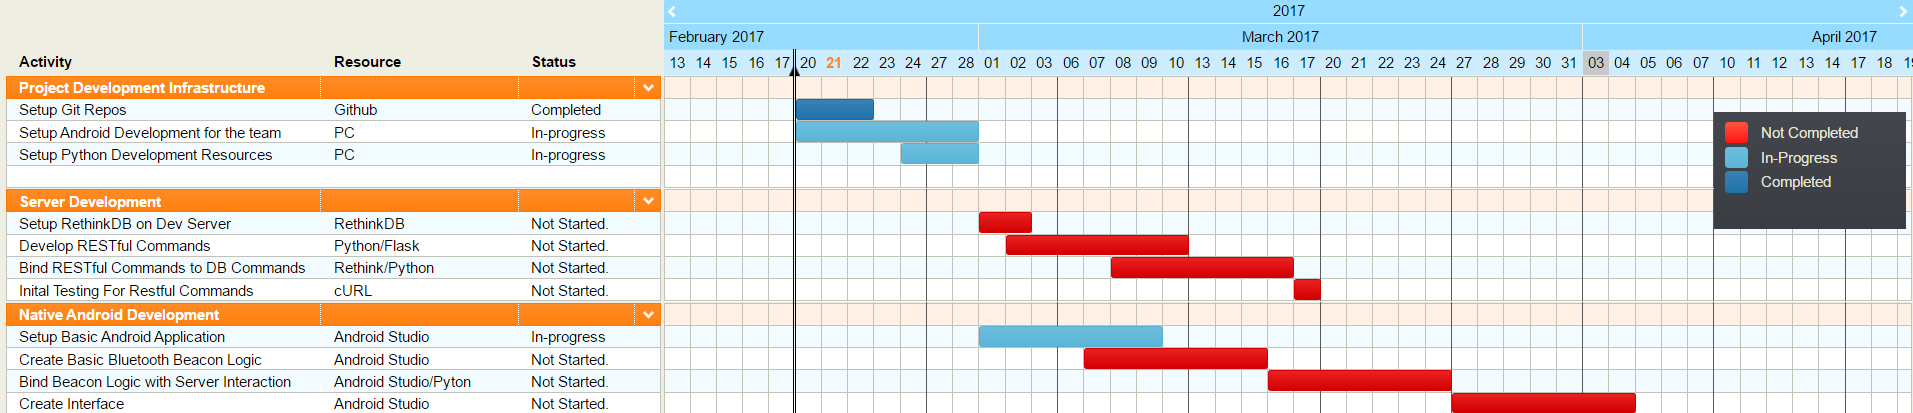 2017
February 2017 March 2017 April 2017
Activity Resource Status 13 14 15 16 17 20 21 22 23 24 27 28 01 02 03 06 07 08 09 10 13 14 15 16 17 20 21 22 23 24 27 28 29 30 31 03 04 05 06 07 10 11 12 13 14 17 18
Project Development Infrastructure
Setup Git Repos Github Completed
Setup Android Development for the team PC In-progress
Setup Python Development Resources PC In-progress
Not Completed
In-Progress
Completed
Server Development
Setup RethinkDB on Dev Server RethinkDB Not Started.
Develop RESTful Commands Python/Flask Not Started.
Bind RESTful Commands to DB Commands Rethink/Python Not Started.
Inital Testing For Restful Commands cURL Not Started.
Native Android Development
Setup Basic Android Application Android Studio In-progress
Create Basic Bluetooth Beacon Logic Android Studio Not Started.
Bind Beacon Logic with Server Interaction Android Studio/Pyton Not Started.
Create Interface Android Studio Not Started.